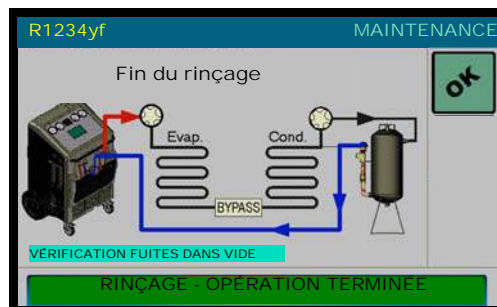 R1234yf MAINTENANCE
Fin du rinçage
OK
Evap. Cond.
BYPASS
VÉRIFICATION FUITES DANS VIDE
RINÇAGE - OPÉRATION TERMINÉE